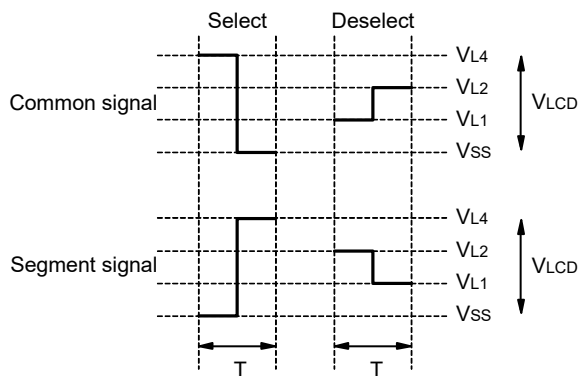 Select Deselect
VL4
VL2
Common signal VLCD
VL1
VSS
VL4
VL2
Segment signal VLCD
VL1
VSS
T T